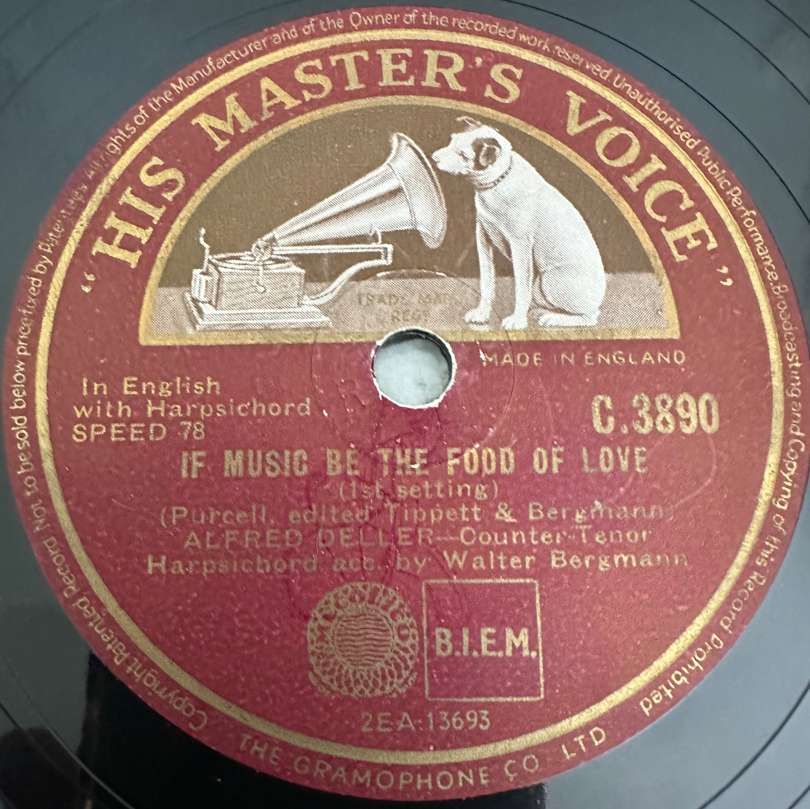 Copyright Patented Record Not to be sold below price fixed by Patentees. All rights of the Manufacturer and of the Owner of the recorded work reserved. Unauthorised Public Performance, Broadcasting and Copying of this Record Prohibited
"HIS MASTER'S VOICE"
TRADE MARK
REGD
MADE IN ENGLAND
In English
with Harpsichord
SPEED 78
C.3890
IF MUSIC BE THE FOOD OF LOVE
(1st setting)
(Purcell, edited Tippett & Bergmann)
ALFRED DELLER—Counter-Tenor
Harpsichord acc. by Walter Bergmann
B.I.E.M.
2EA.13693
THE GRAMOPHONE CO. LTD